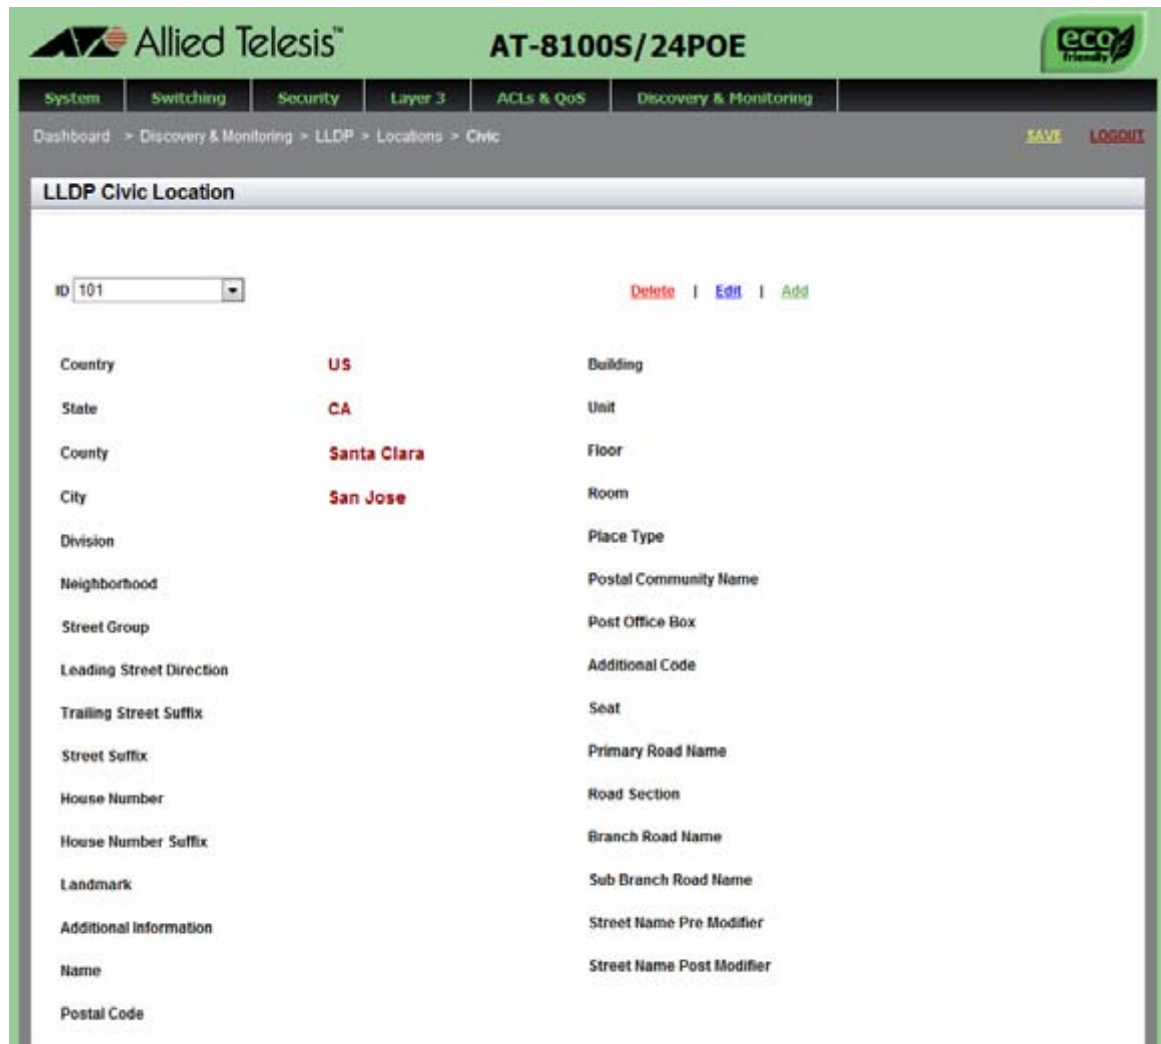 Allied Telesis™
AT-8100S/24POE
eco friendly
System Switching Security Layer 3 ACLs & QoS Discovery & Monitoring
Dashboard > Discovery & Monitoring > LLDP > Locations > Civic SAVE LOGOUT
LLDP Civic Location
ID 101 Delete | Edit | Add
Country US Building
State CA Unit
County Santa Clara Floor
City San Jose Room
Division Place Type
Neighborhood Postal Community Name
Street Group Post Office Box
Leading Street Direction Additional Code
Trailing Street Suffix Seat
Street Suffix Primary Road Name
House Number Road Section
House Number Suffix Branch Road Name
Landmark Sub Branch Road Name
Additional Information Street Name Pre Modifier
Name Street Name Post Modifier
Postal Code